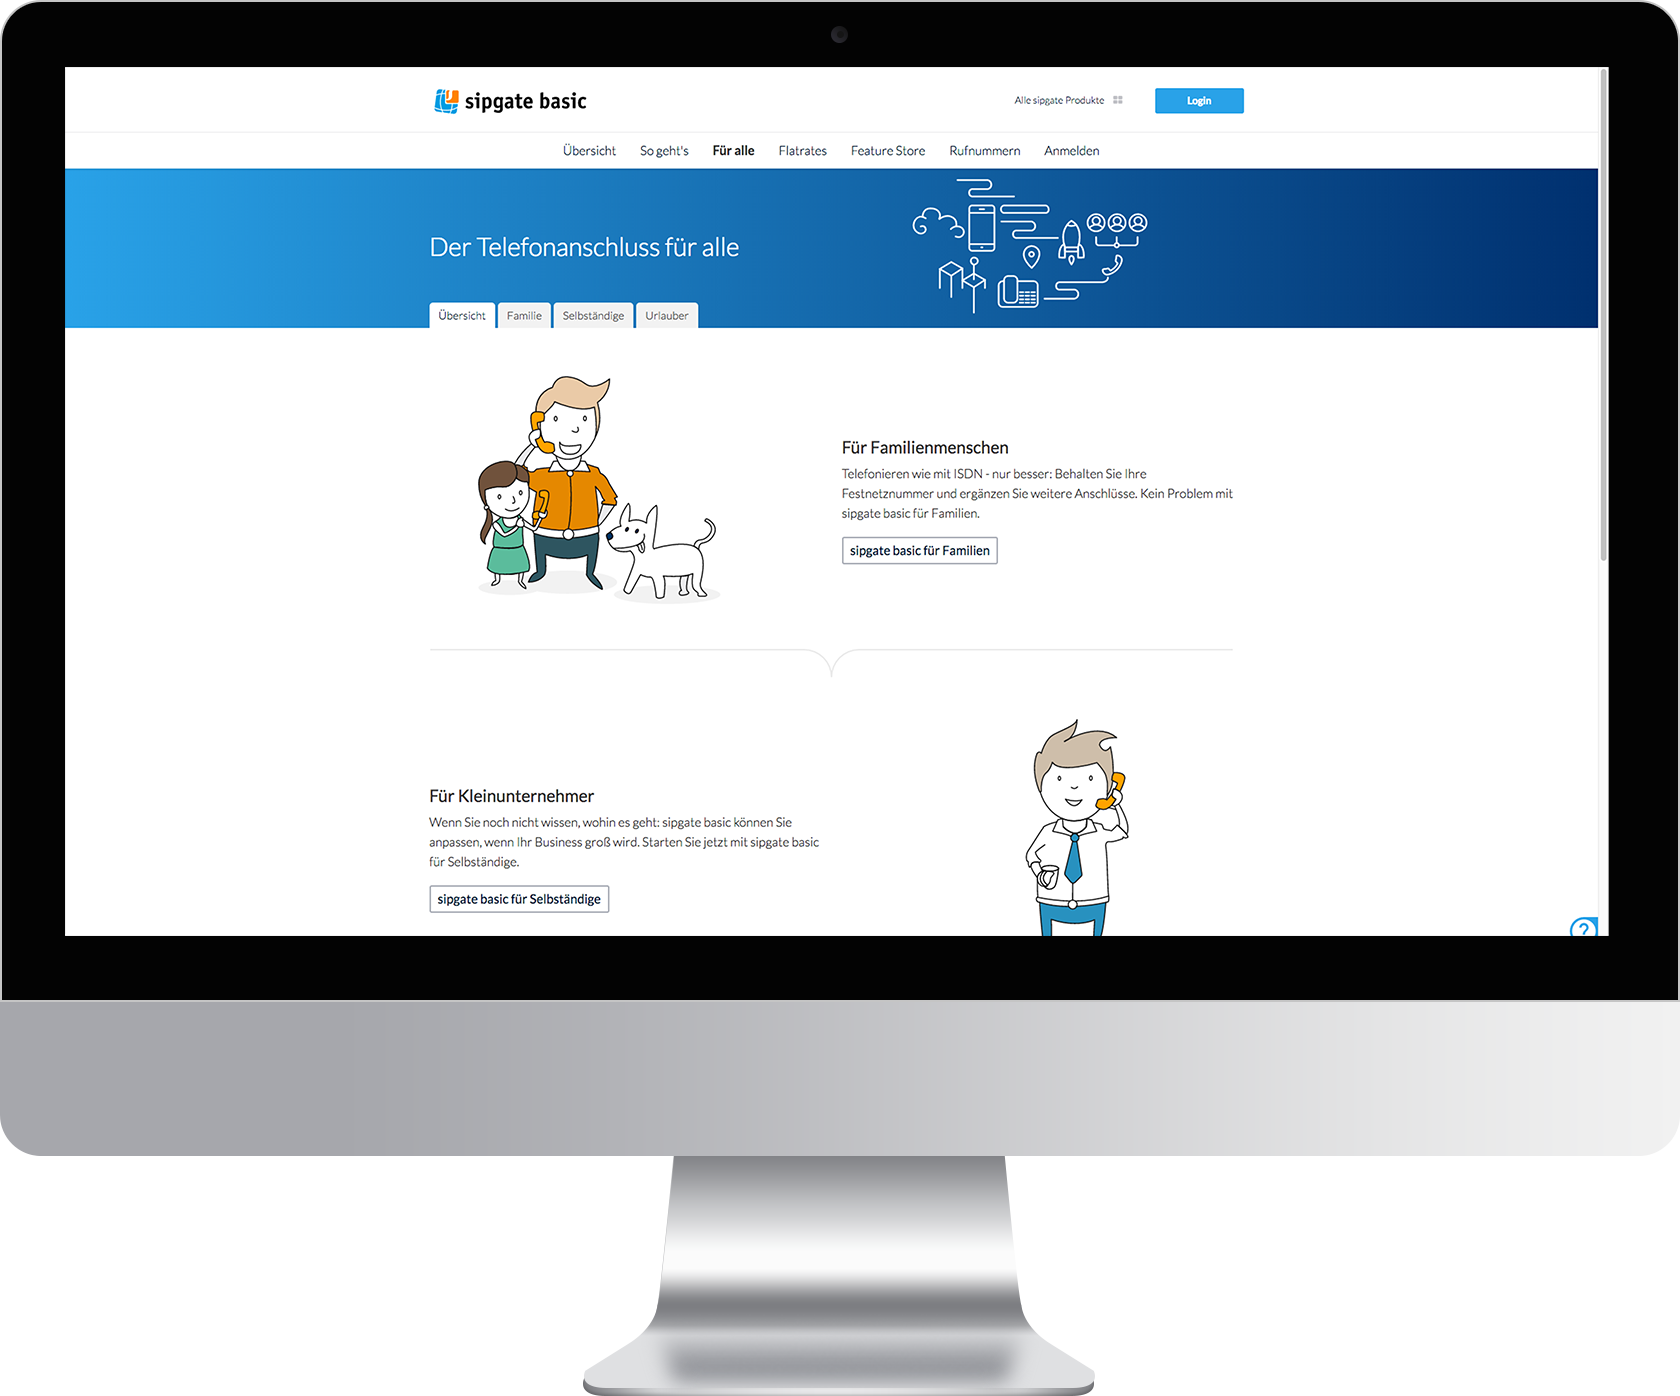 sipgate basic
Alle sipgate Produkte
Login
Übersicht So geht's Für alle Flatrates Feature Store Rufnummern Anmelden
Der Telefonanschluss für alle
Übersicht Familie Selbständige Urlauber
Für Familienmenschen
Telefonieren wie mit ISDN - nur besser: Behalten Sie Ihre
Festnetznummer und ergänzen Sie weitere Anschlüsse. Kein Problem mit
sipgate basic für Familien.
sipgate basic für Familien
Für Kleinunternehmer
Wenn Sie noch nicht wissen, wohin es geht: sipgate basic können Sie
anpassen, wenn Ihr Business groß wird. Starten Sie jetzt mit sipgate basic
für Selbständige.
sipgate basic für Selbständige
?